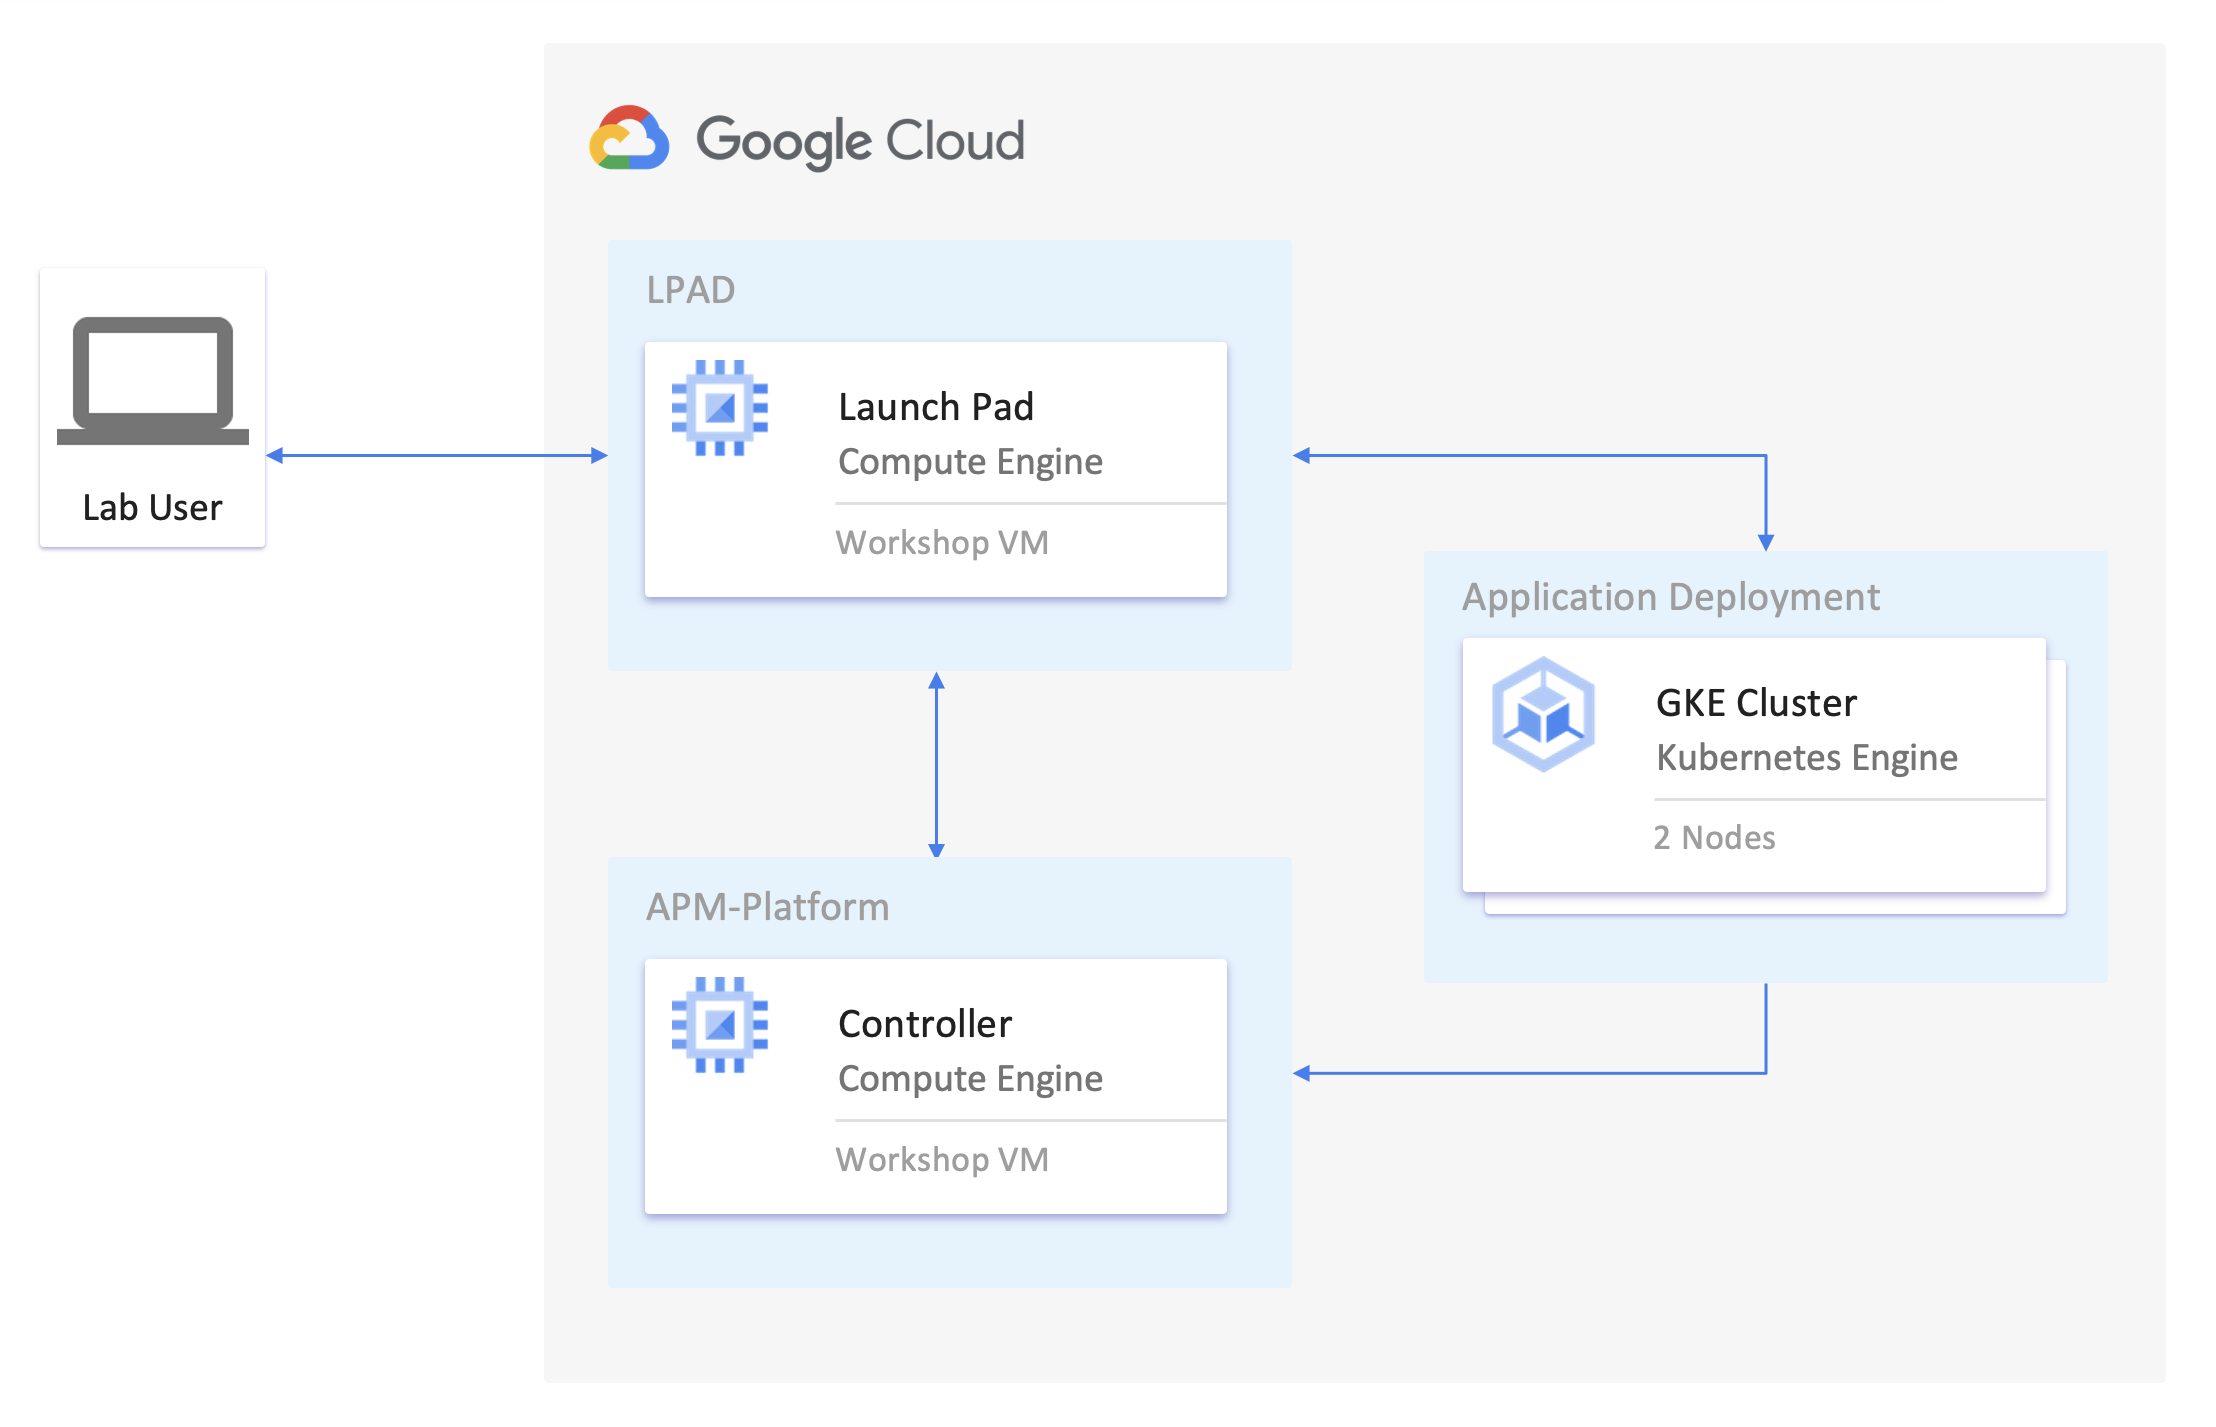 Google Cloud
LPAD
Launch Pad
Compute Engine
Workshop VM
Lab User
Application Deployment
GKE Cluster
Kubernetes Engine
2 Nodes
APM-Platform
Controller
Compute Engine
Workshop VM